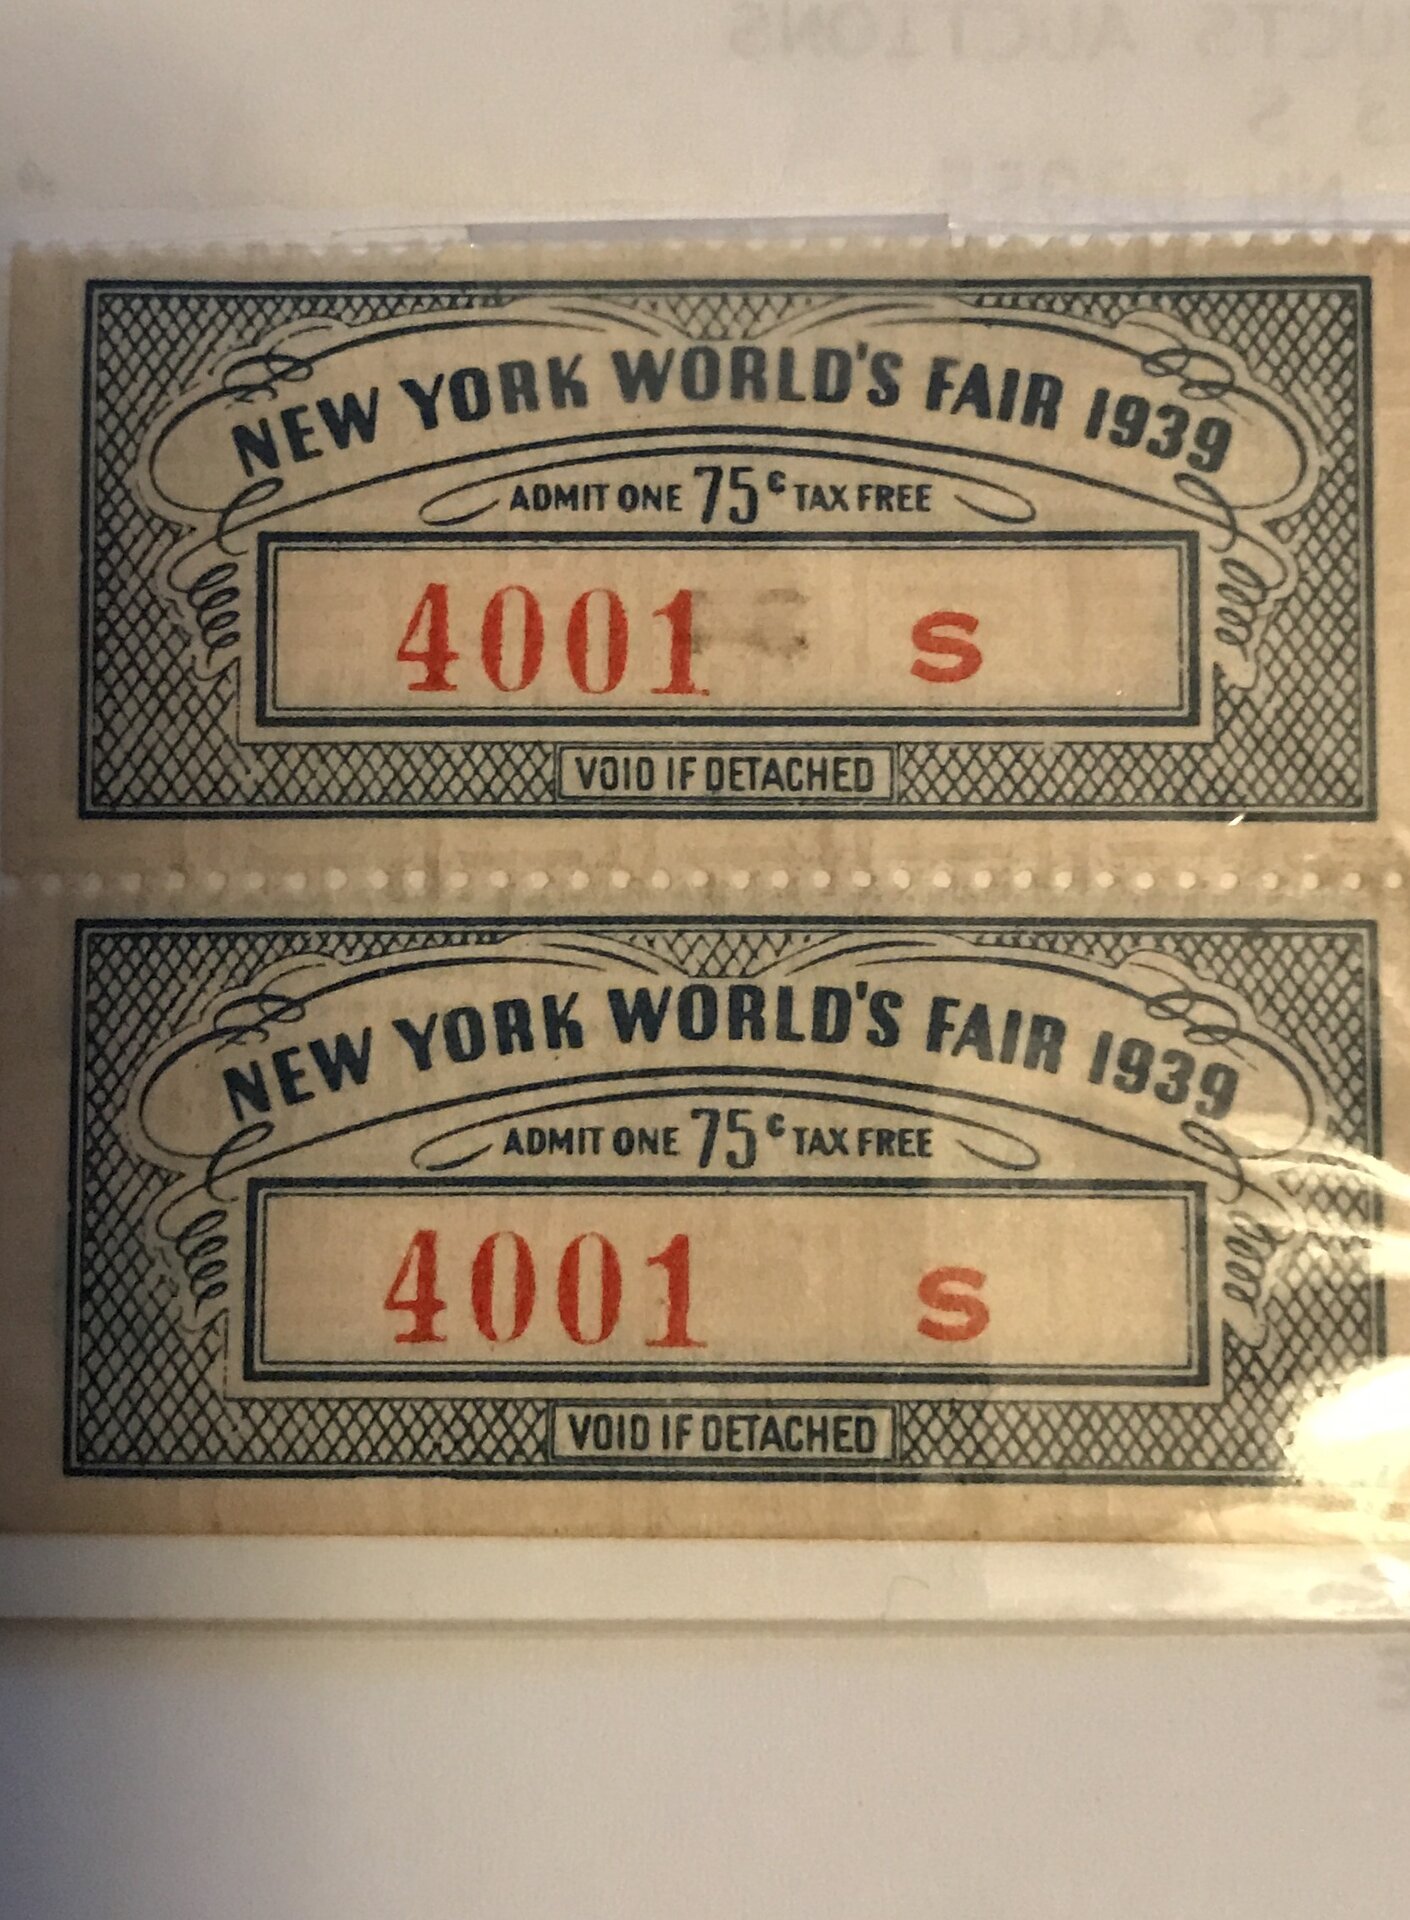 AUCTIONS
S
NEW YORK WORLD'S FAIR 1939
ADMIT ONE 75¢ TAX FREE
4001 S
VOID IF DETACHED
NEW YORK WORLD'S FAIR 1939
ADMIT ONE 75¢ TAX FREE
4001 S
VOID IF DETACHED